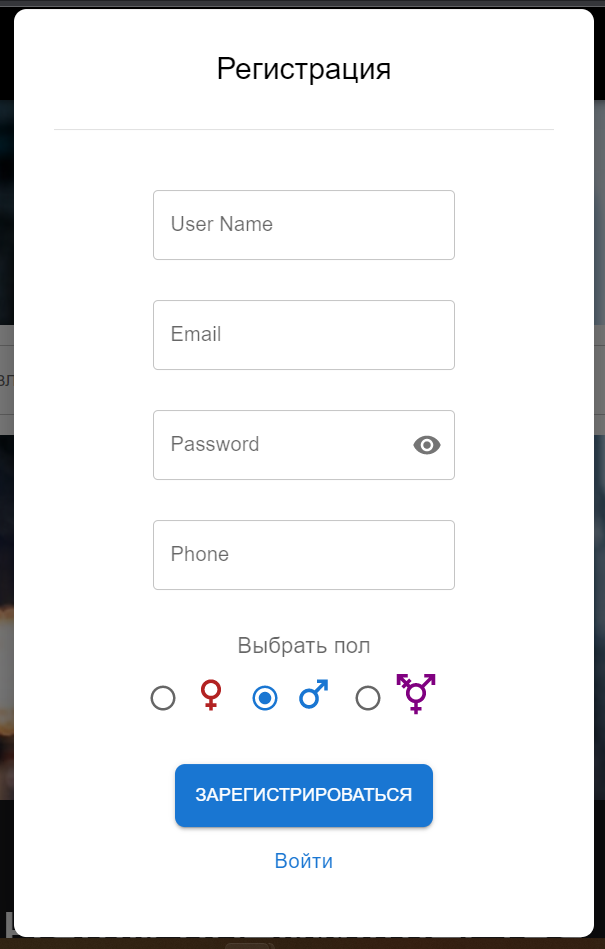 Регистрация
User Name
Email
Password
Phone
Выбрать пол
ЗАРЕГИСТРИРОВАТЬСЯ
Войти